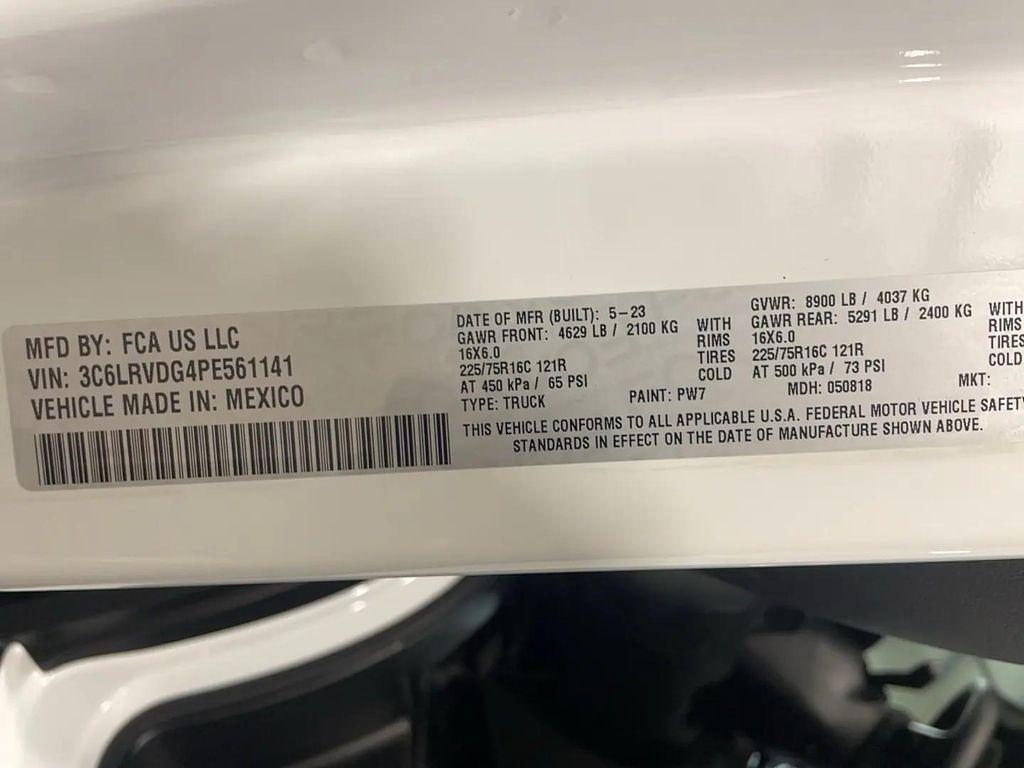 MFD BY: FCA US LLC
VIN: 3C6LRVDG4PE561141
VEHICLE MADE IN: MEXICO
DATE OF MFR (BUILT): 5-23
GAWR FRONT: 4629 LB / 2100 KG WITH
16X6.0 RIMS
225/75R16C 121R TIRES
AT 450 kPa / 65 PSI COLD
TYPE: TRUCK PAINT: PW7
GVWR: 8900 LB / 4037 KG
GAWR REAR: 5291 LB / 2400 KG WITH
16X6.0 RIMS
225/75R16C 121R TIRES
AT 500 kPa / 73 PSI COLD
MDH: 050818 MKT:
THIS VEHICLE CONFORMS TO ALL APPLICABLE U.S.A. FEDERAL MOTOR VEHICLE SAFETY
STANDARDS IN EFFECT ON THE DATE OF MANUFACTURE SHOWN ABOVE.